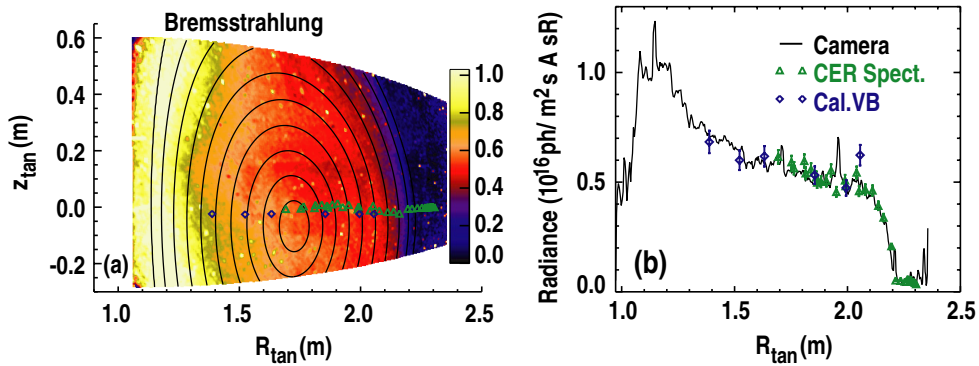 Bremsstrahlung
0.6
0.4
0.2
0.0
-0.2
z_tan (m)
(a)
1.0
0.8
0.6
0.4
0.2
0.0
1.0
1.5
2.0
2.5
R_tan (m)
(b)
Camera
CER Spect.
Cal.VB
1.0
0.5
0.0
Radiance (10^16 ph/ m^2 s A sR)
1.0
1.5
2.0
2.5
R_tan (m)